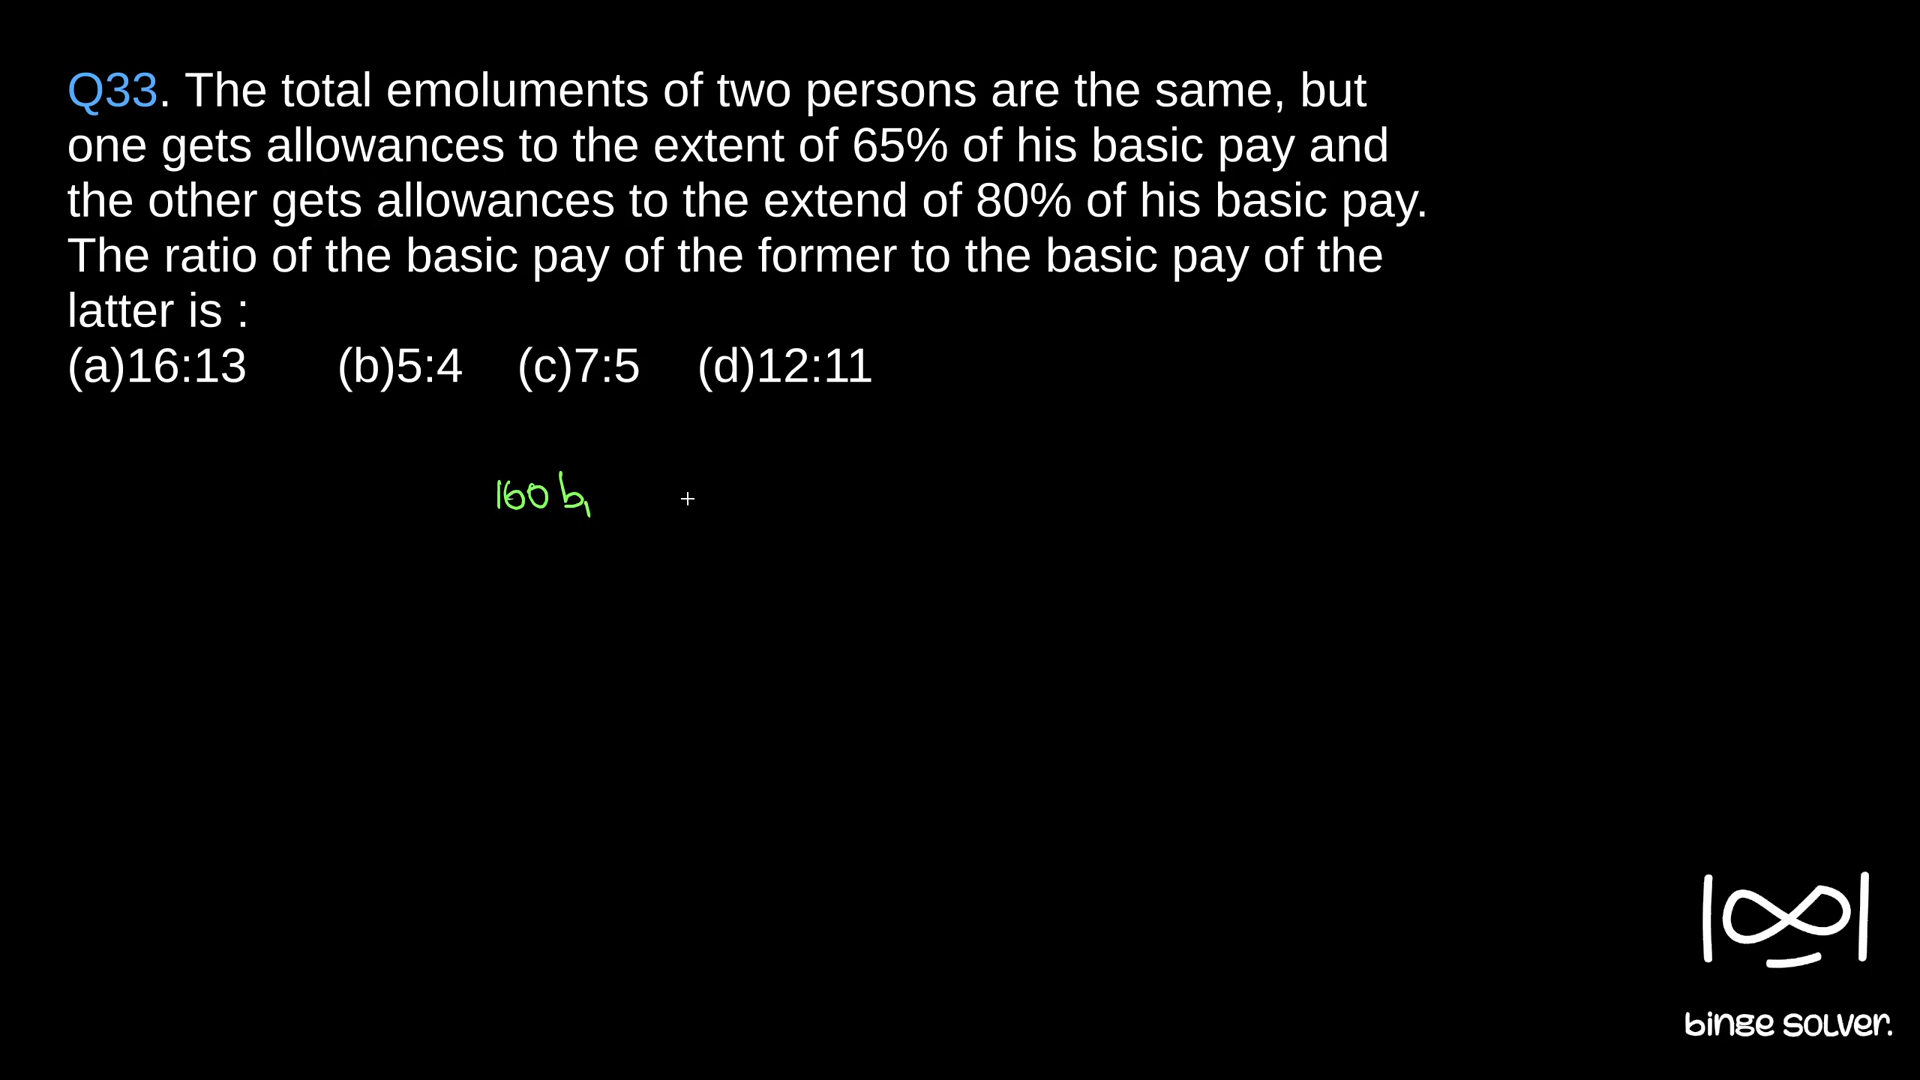 Q33. The total emoluments of two persons are the same, but
one gets allowances to the extent of 65% of his basic pay and
the other gets allowances to the extend of 80% of his basic pay.
The ratio of the basic pay of the former to the basic pay of the
latter is :
(a)16:13 (b)5:4 (c)7:5 (d)12:11
160 b₁
binge solver.